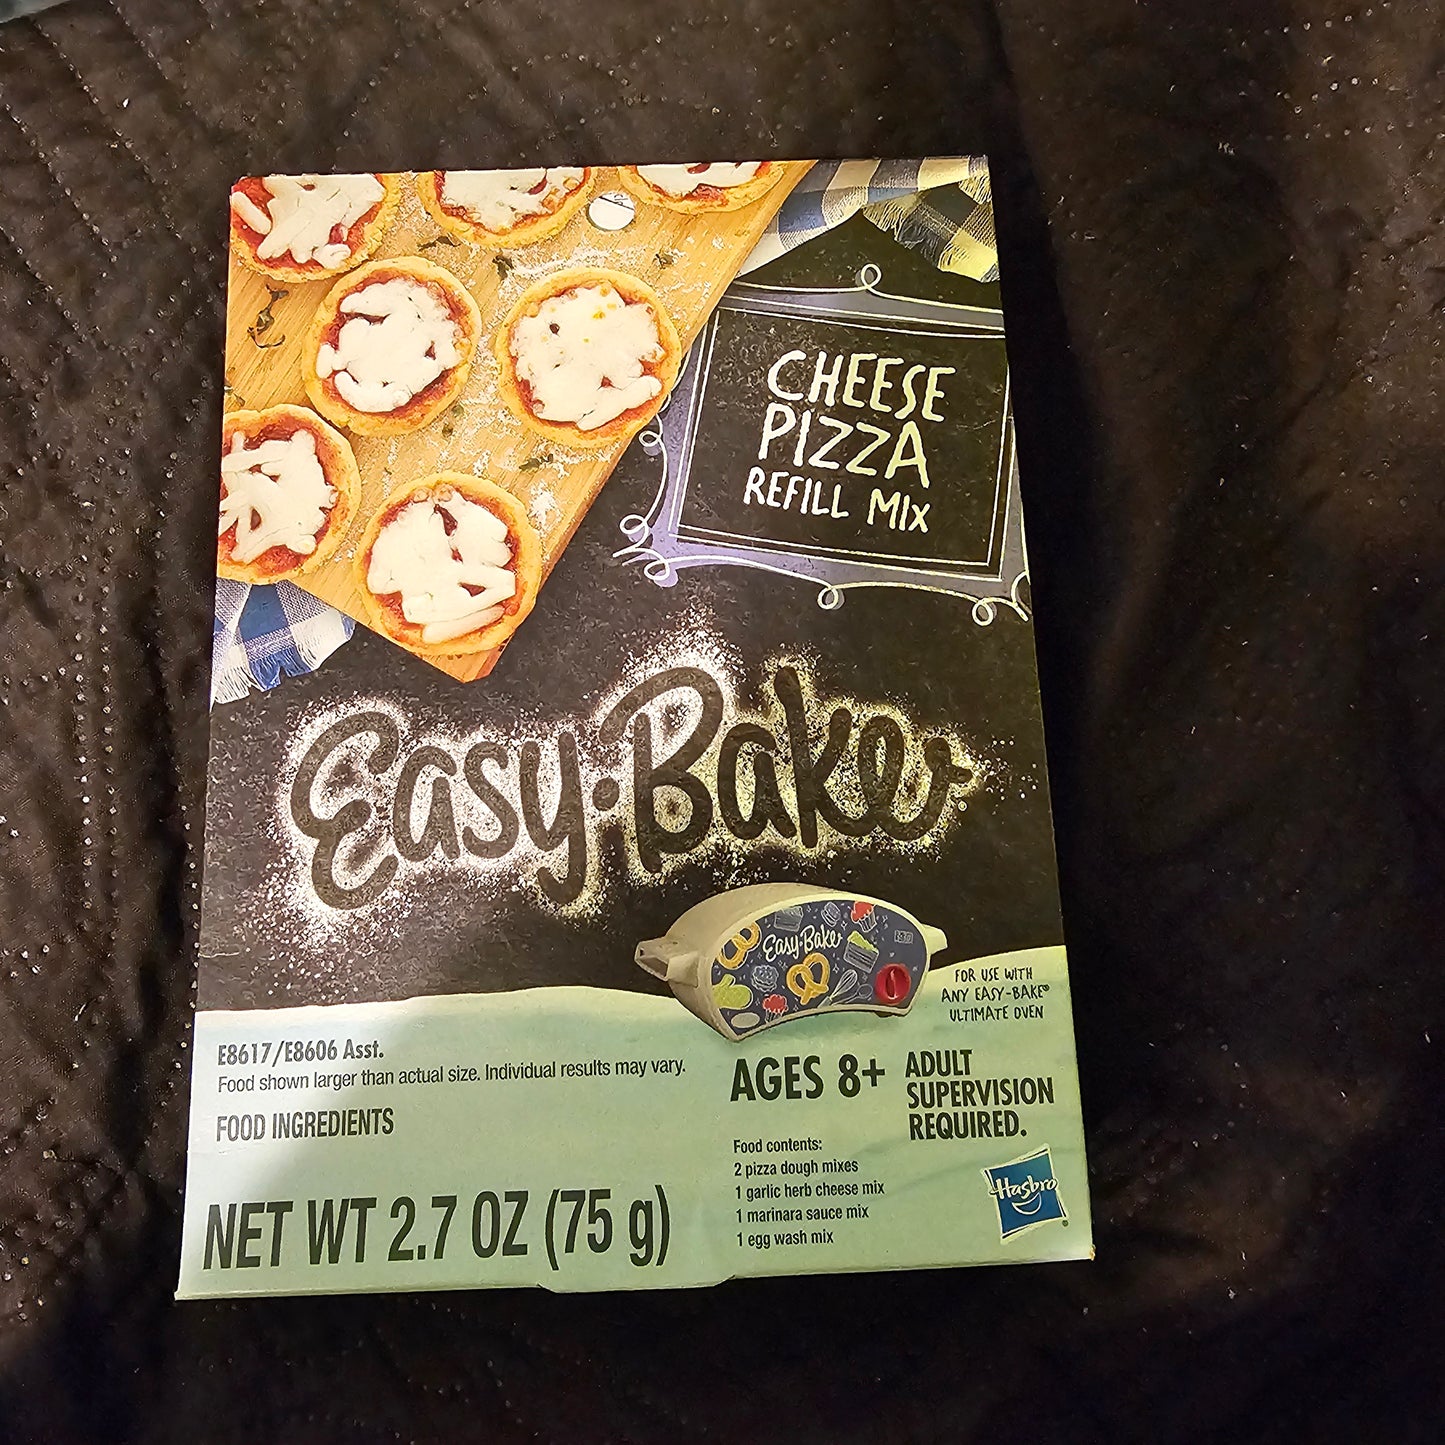 CHEESE
PIZZA
REFILL MIX
Easy·Bake
Easy·Bake
FOR USE WITH
ANY EASY-BAKE®
ULTIMATE OVEN
E8617/E8606 Asst.
Food shown larger than actual size. Individual results may vary.
FOOD INGREDIENTS
NET WT 2.7 OZ (75 g)
AGES 8+
ADULT
SUPERVISION
REQUIRED.
Food contents:
2 pizza dough mixes
1 garlic herb cheese mix
1 marinara sauce mix
1 egg wash mix
Hasbro